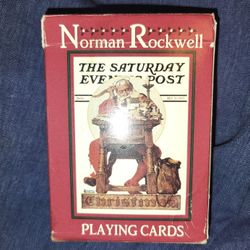 Norman Rockwell
THE SATURDAY
EVENING POST
Christmas
PLAYING CARDS